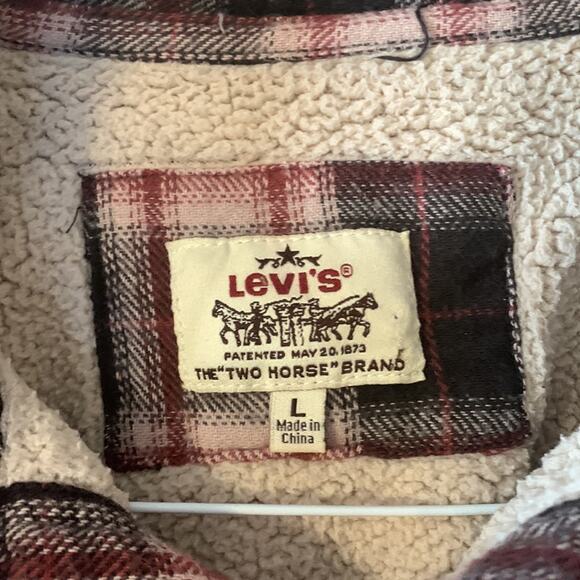 Levi's®
PATENTED MAY 20, 1873
THE "TWO HORSE" BRAND
L
Made in
China